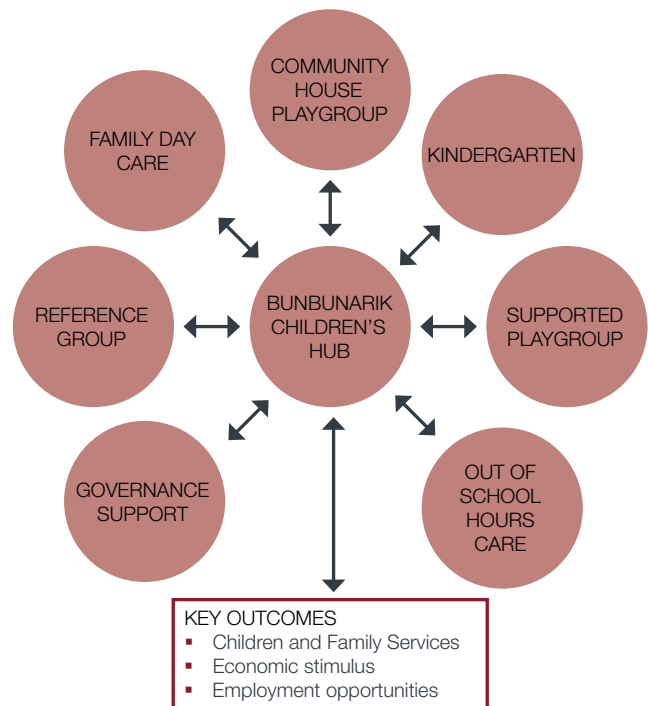 COMMUNITY
HOUSE
PLAYGROUP
FAMILY DAY
CARE
KINDERGARTEN
REFERENCE
GROUP
BUNBUNARIK
CHILDREN'S
HUB
SUPPORTED
PLAYGROUP
GOVERNANCE
SUPPORT
OUT OF
SCHOOL
HOURS
CARE
KEY OUTCOMES
▪ Children and Family Services
▪ Economic stimulus
▪ Employment opportunities